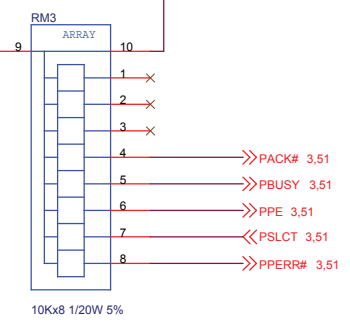 RM3
ARRAY
9 10
1
2
3
4 PACK# 3,51
5 PBUSY 3,51
6 PPE 3,51
7 PSLCT 3,51
8 PPERR# 3,51
10Kx8 1/20W 5%